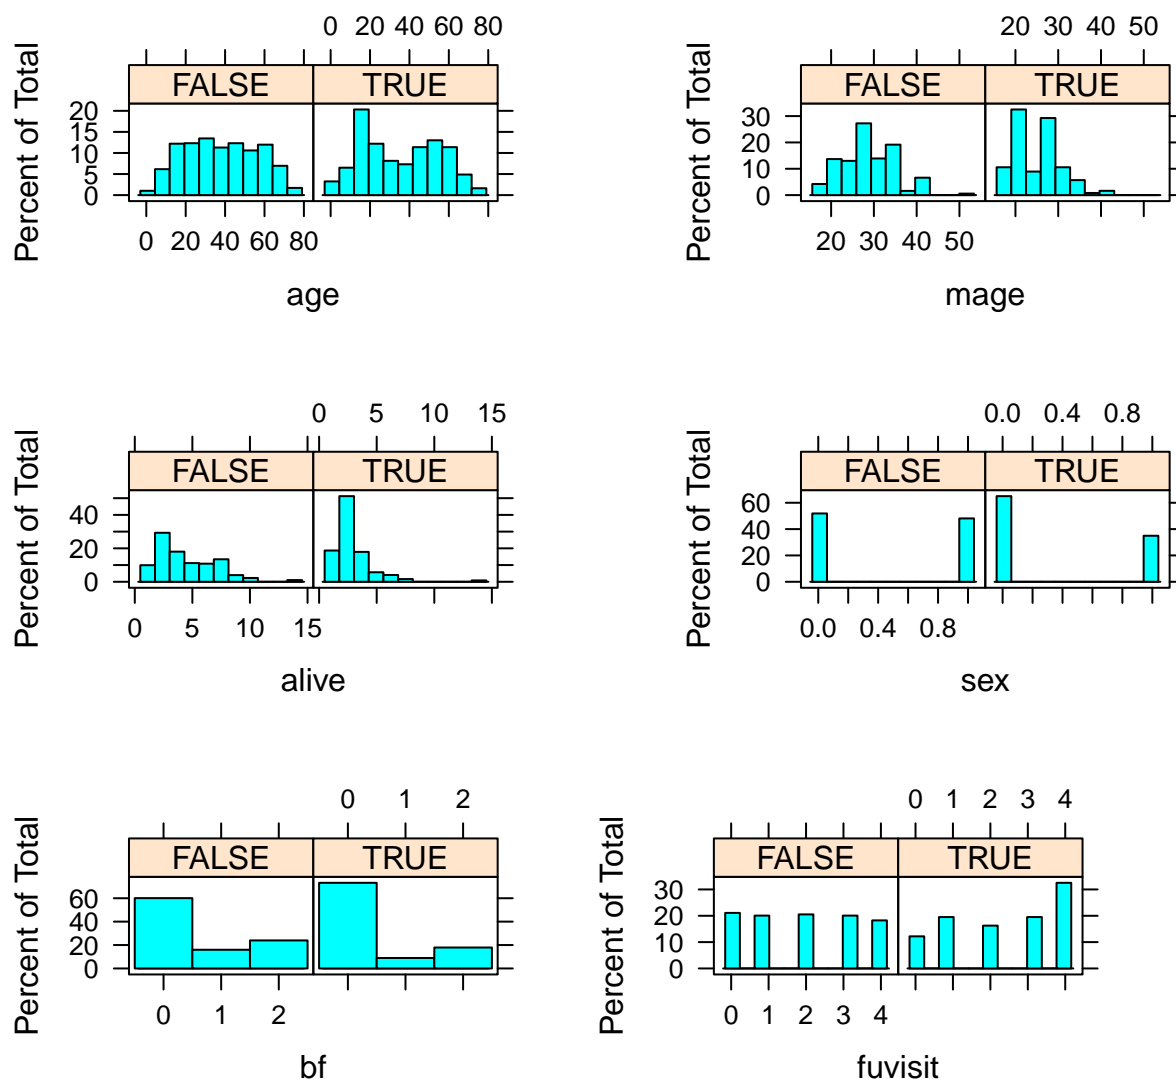 0 20 40 60 80
FALSE TRUE
Percent of Total
20
15
10
5
0
0 20 40 60 80
age
20 30 40 50
FALSE TRUE
Percent of Total
30
20
10
0
20 30 40 50
mage
0 5 10 15
FALSE TRUE
Percent of Total
40
20
0
0 5 10 15
alive
0.0 0.4 0.8
FALSE TRUE
Percent of Total
60
40
20
0
0.0 0.4 0.8
sex
0 1 2
FALSE TRUE
Percent of Total
60
40
20
0
0 1 2
bf
0 1 2 3 4
FALSE TRUE
Percent of Total
30
20
10
0
0 1 2 3 4
fuvisit